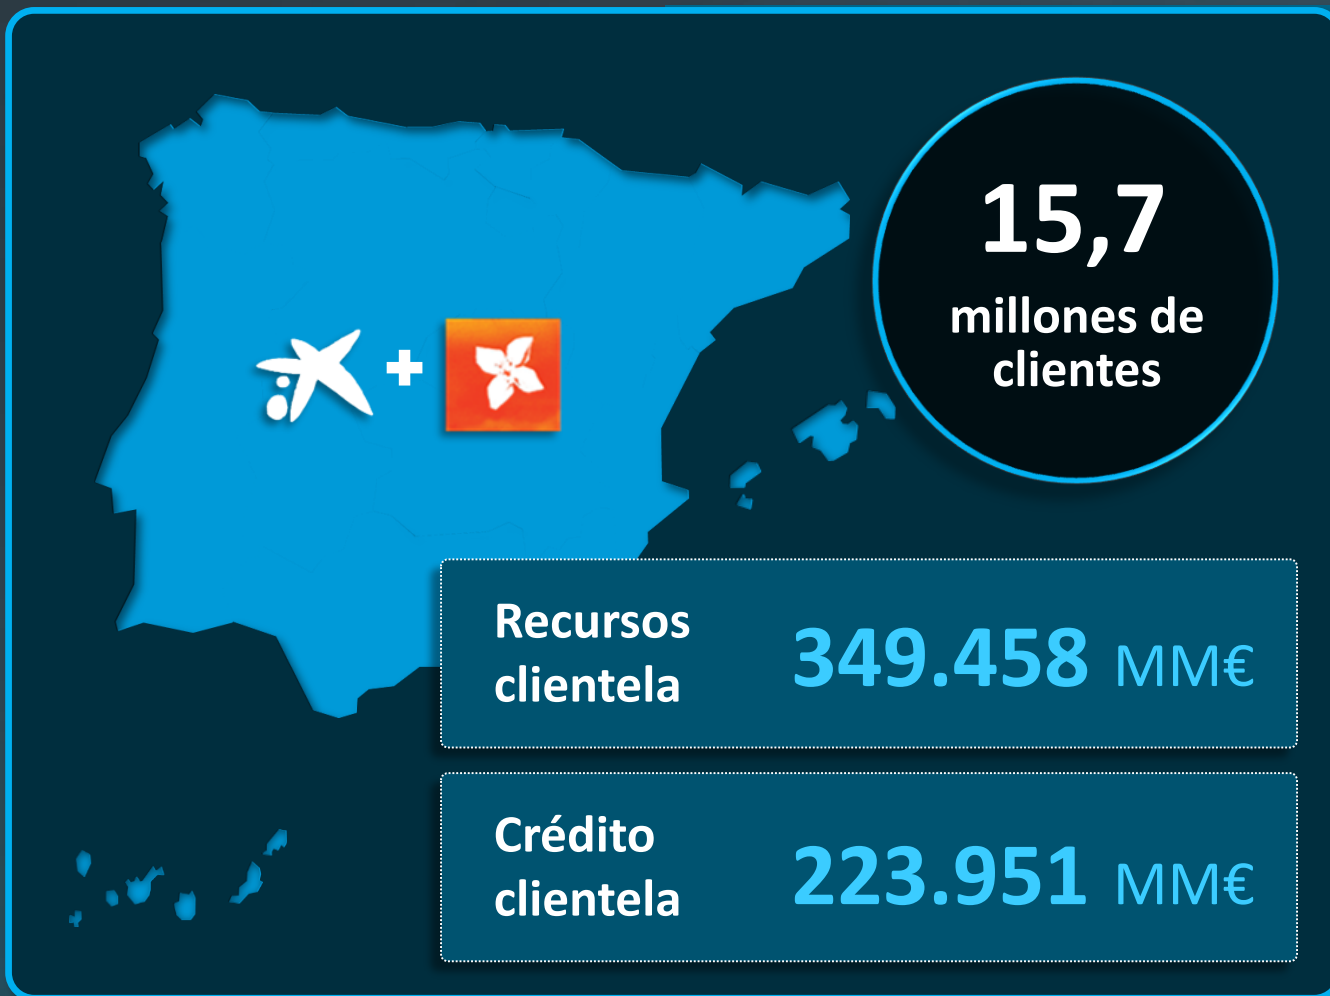 15,7
millones de
clientes
+
Recursos
clientela
349.458 MM€
Crédito
clientela
223.951 MM€